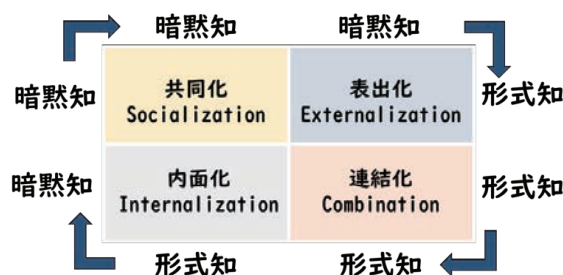 暗黙知
暗黙知
暗黙知
共同化
Socialization
表出化
Externalization
形式知
暗黙知
内面化
Internalization
連結化
Combination
形式知
形式知
形式知